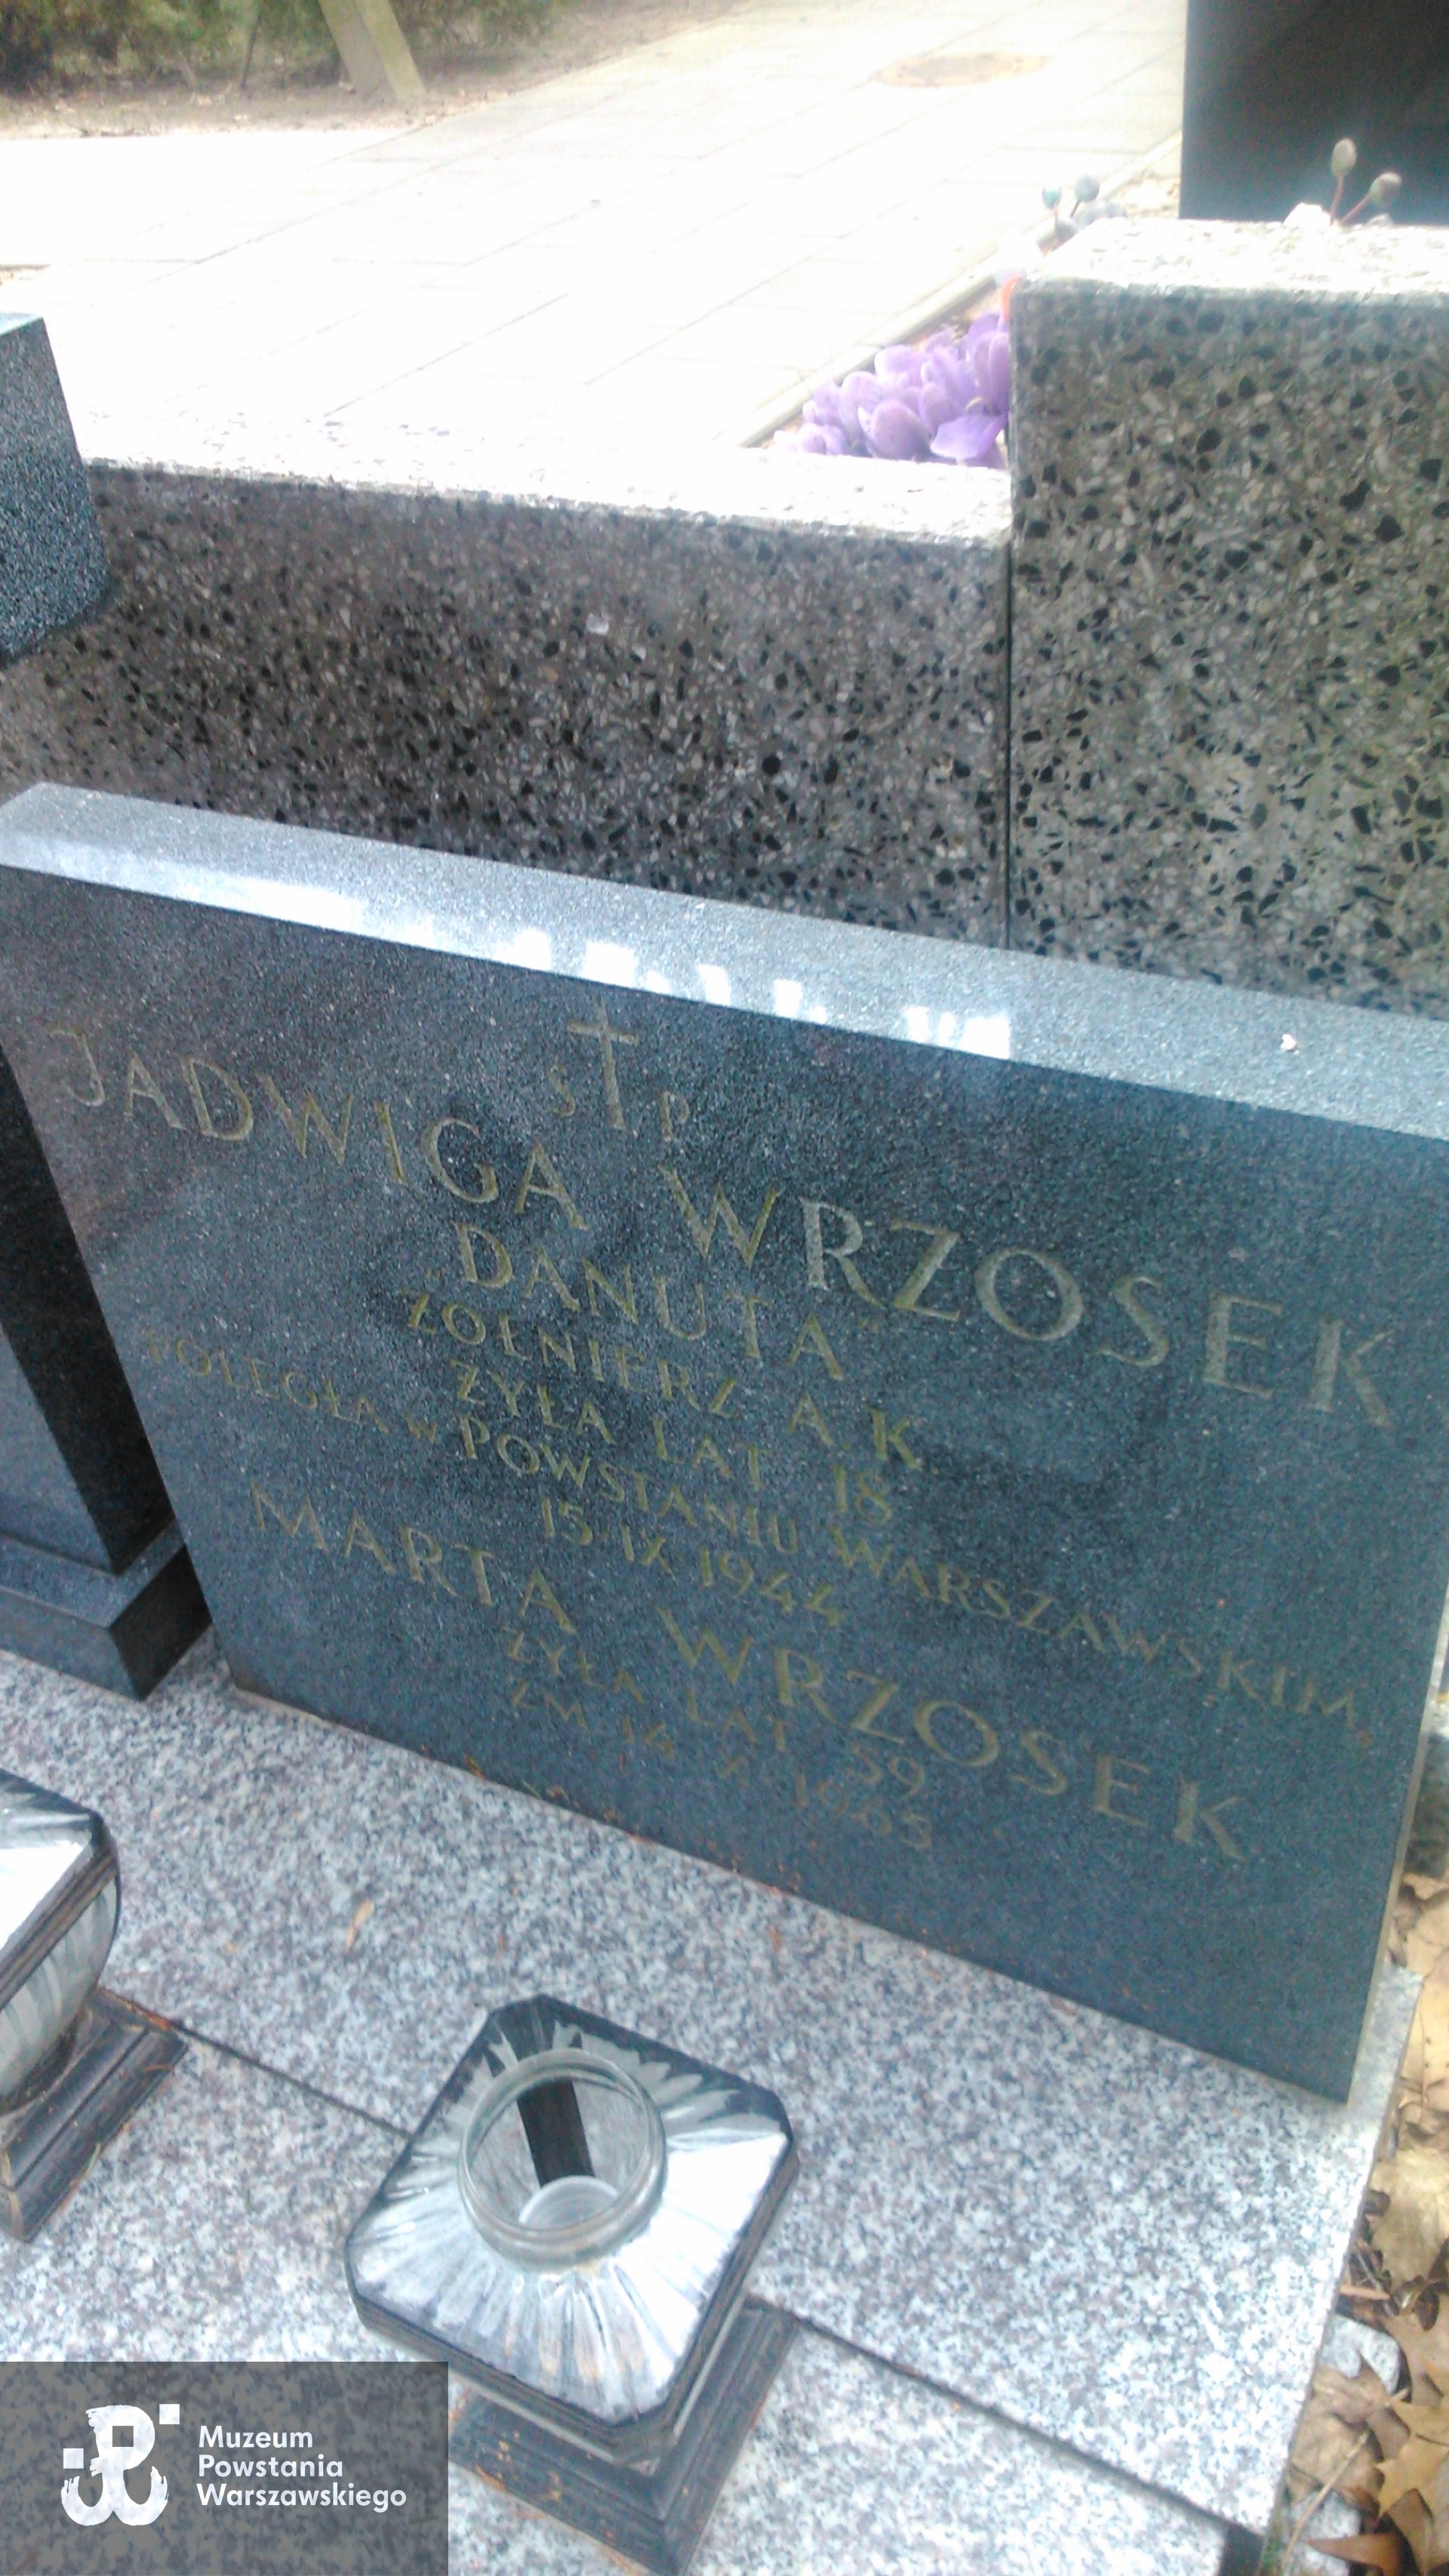 Ś P
JADWIGA WRZOSEK
„DANUTA”
ŻOŁNIERZ A.K.
ŻYŁA LAT 18
POLEGŁA W POWSTANIU WARSZAWSKIM,
15.IX.1944
MARTA WRZOSEK
ŻYŁA LAT 59
ZM 14 X 1965
Muzeum
Powstania
Warszawskiego